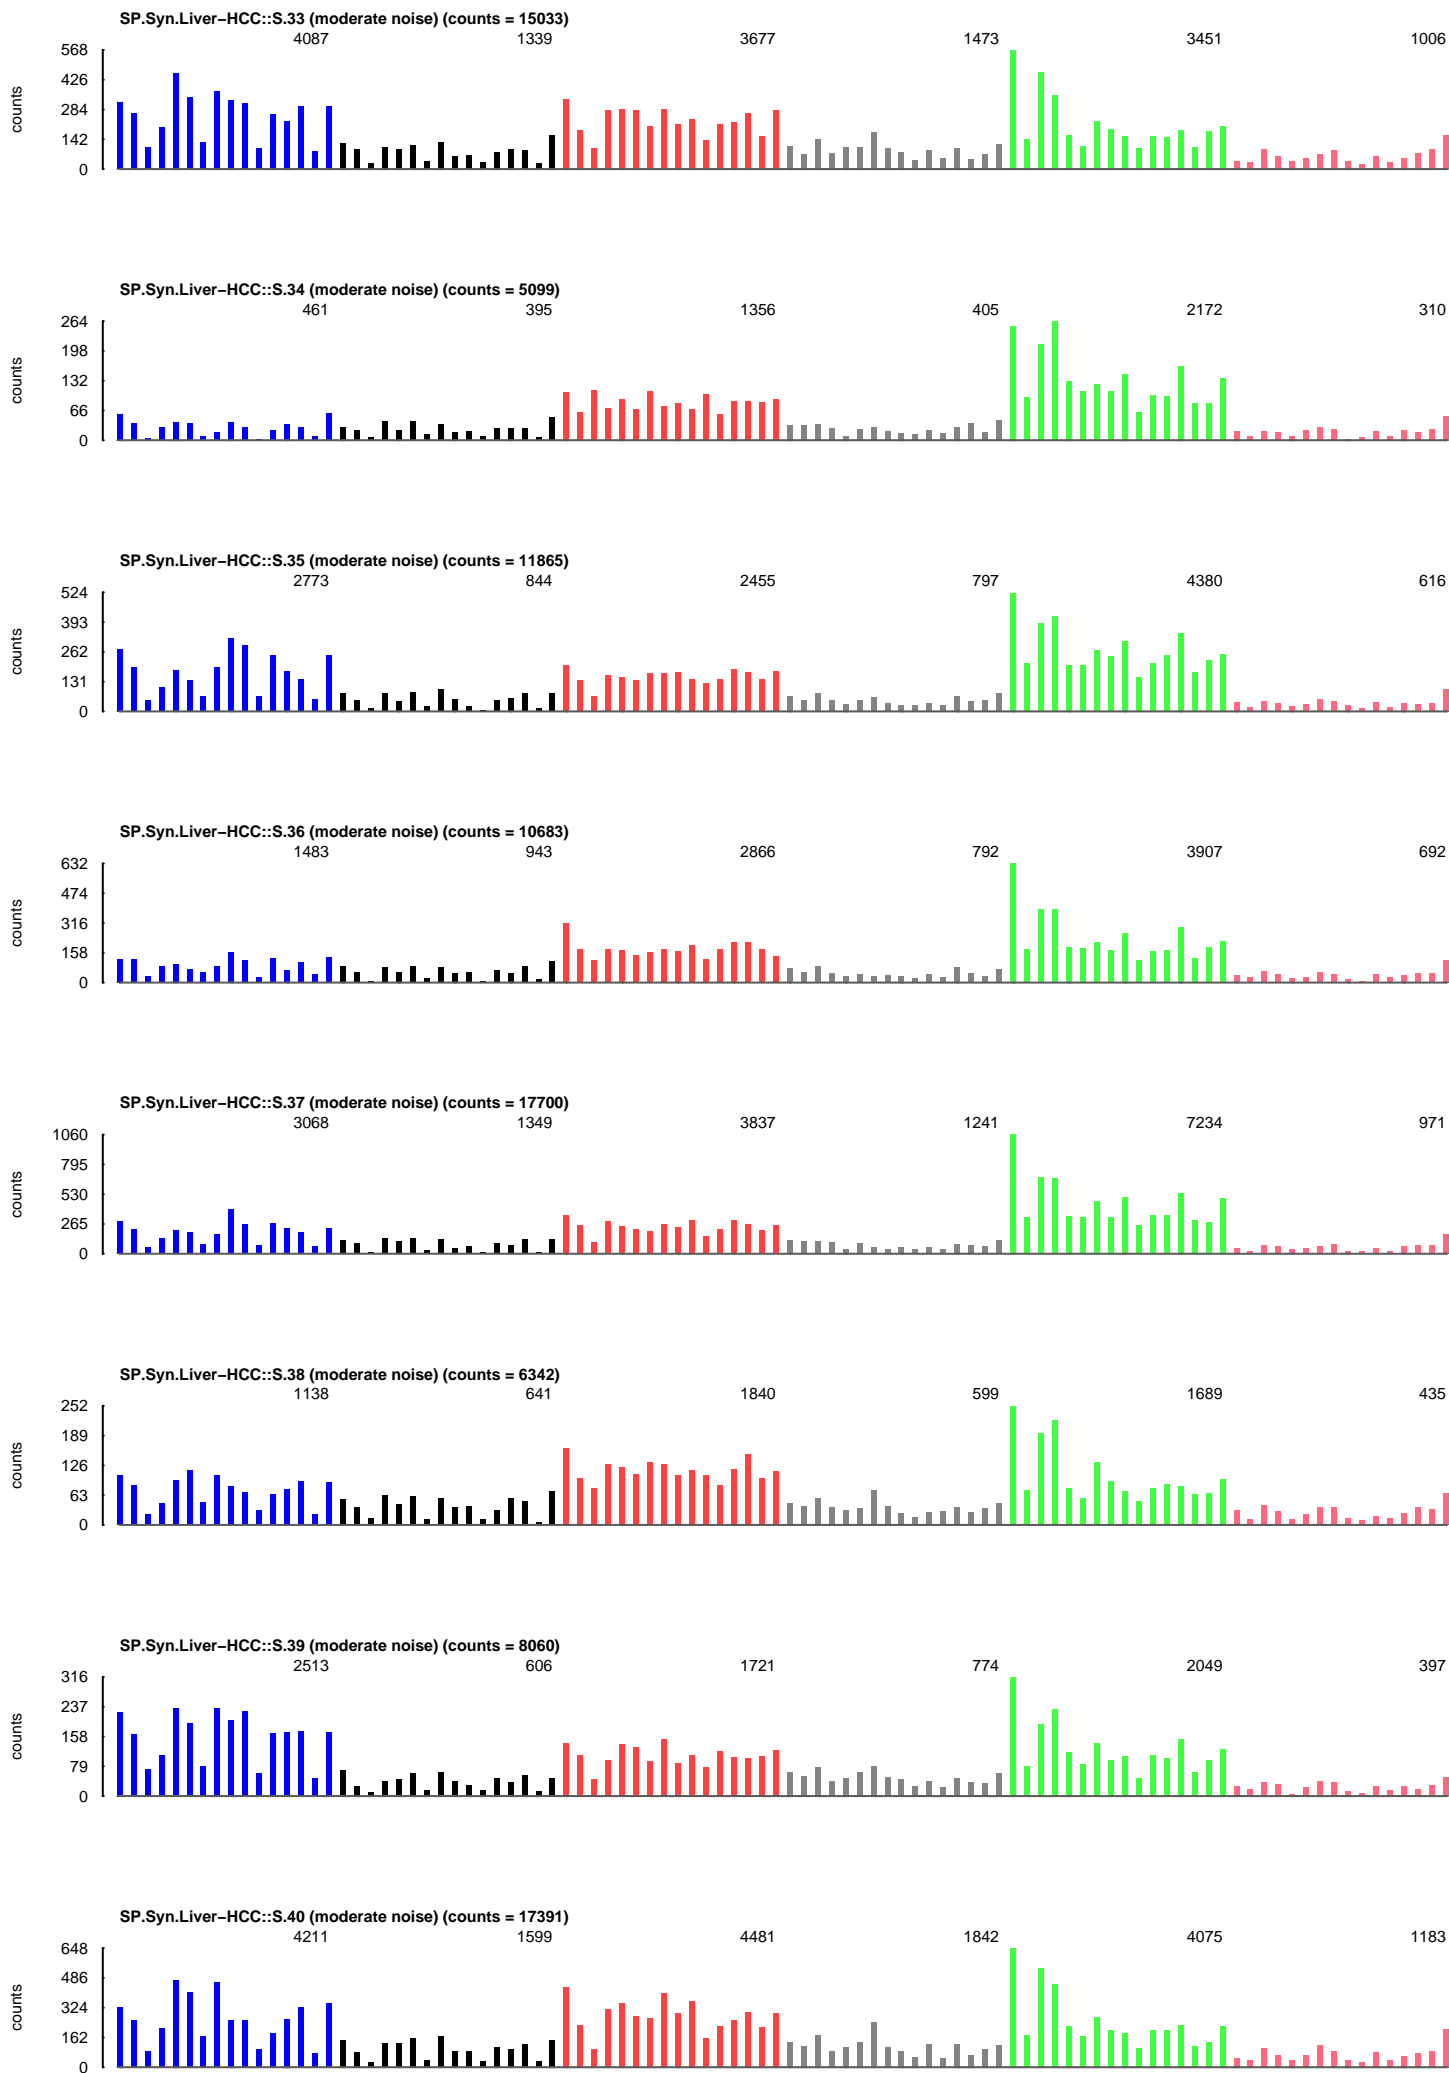 SP.Syn.Liver−HCC::S.33 (moderate noise) (counts = 15033)
4087 1339 3677 1473 3451 1006
568
426
284
142
0
counts
SP.Syn.Liver−HCC::S.34 (moderate noise) (counts = 5099)
461 395 1356 405 2172 310
264
198
132
66
0
counts
SP.Syn.Liver−HCC::S.35 (moderate noise) (counts = 11865)
2773 844 2455 797 4380 616
524
393
262
131
0
counts
SP.Syn.Liver−HCC::S.36 (moderate noise) (counts = 10683)
1483 943 2866 792 3907 692
632
474
316
158
0
counts
SP.Syn.Liver−HCC::S.37 (moderate noise) (counts = 17700)
3068 1349 3837 1241 7234 971
1060
795
530
265
0
counts
SP.Syn.Liver−HCC::S.38 (moderate noise) (counts = 6342)
1138 641 1840 599 1689 435
252
189
126
63
0
counts
SP.Syn.Liver−HCC::S.39 (moderate noise) (counts = 8060)
2513 606 1721 774 2049 397
316
237
158
79
0
counts
SP.Syn.Liver−HCC::S.40 (moderate noise) (counts = 17391)
4211 1599 4481 1842 4075 1183
648
486
324
162
0
counts